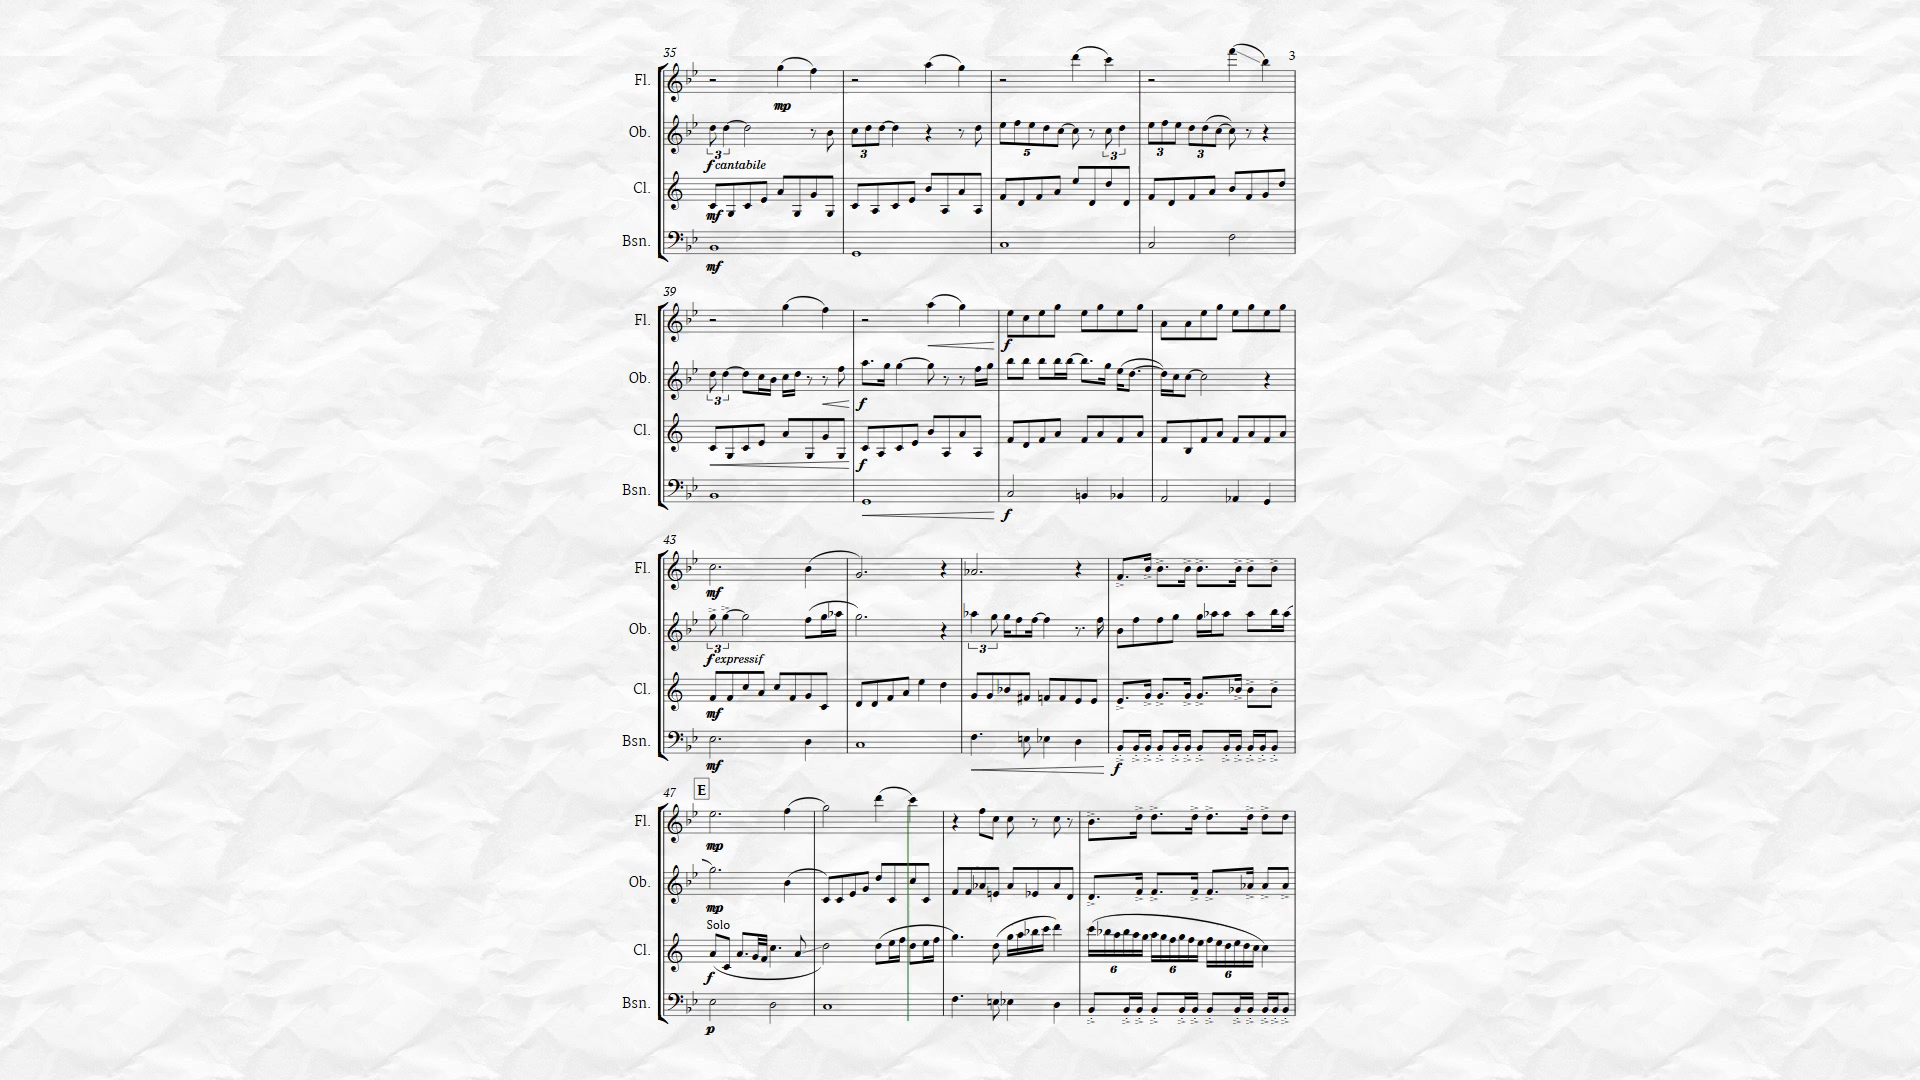 35 3
Fl.
mp
Ob.
3 3 5 3 3 3
f cantabile
Cl.
mf
Bsn.
mf
39
Fl.
f
Ob.
3
f
Cl.
f
Bsn.
f
43
Fl.
mf
Ob.
3 3
f expressif
Cl.
mf
Bsn.
mf f
47 E
Fl.
mp
Ob.
mp
Solo
Cl.
f 6 6 6
Bsn.
p